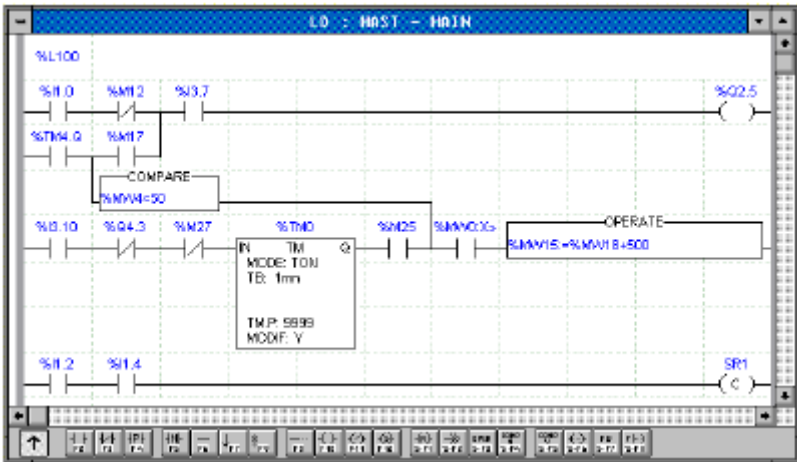 LD : MAST - MAIN
%L100
%I1.0 %M12 %I3.7 %Q2.5
%TM4.Q %M17
COMPARE
%MW4<50
%I3.10 %Q4.3 %M27 %TM0 %M25 OPERATE
IN TM Q %MW15:=%MW18+500
MODE: TON
TB: 1mn
TM.P: 9999
MODIF: Y
%I1.2 %I1.4 SR1
C